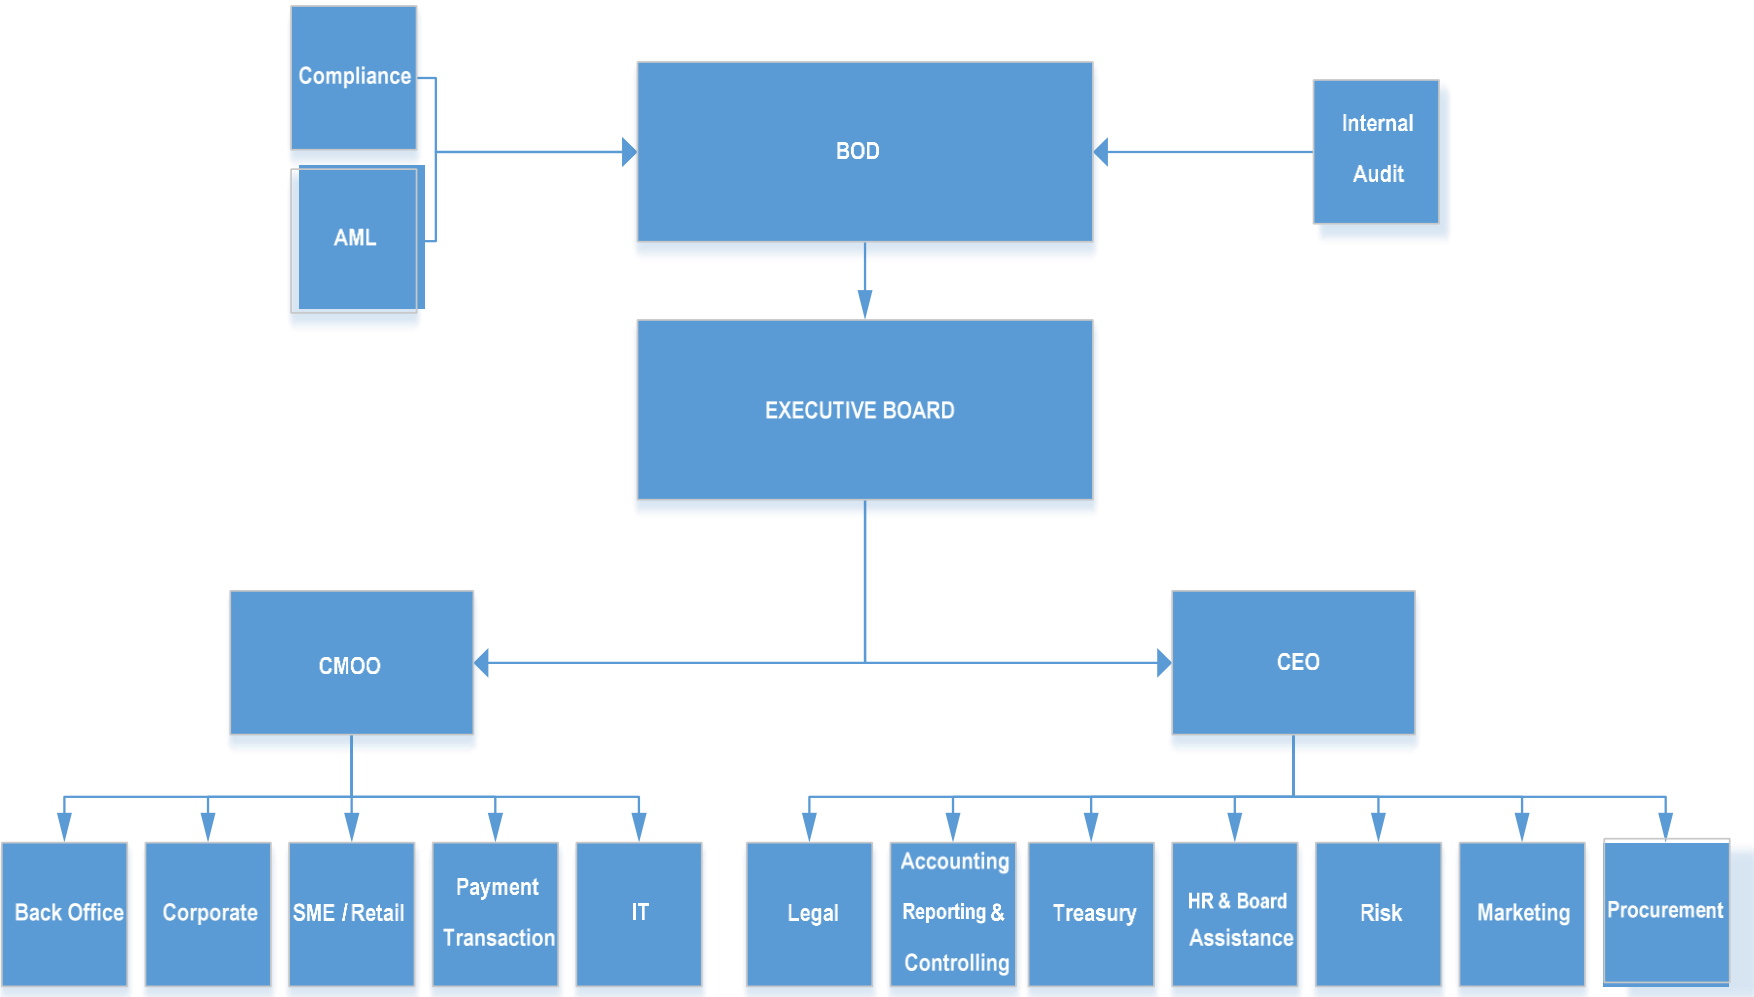 Compliance
AML
BOD
Internal
Audit
EXECUTIVE BOARD
CMOO
CEO
Back Office
Corporate
SME / Retail
Payment
Transaction
IT
Legal
Accounting
Reporting &
Controlling
Treasury
HR & Board
Assistance
Risk
Marketing
Procurement